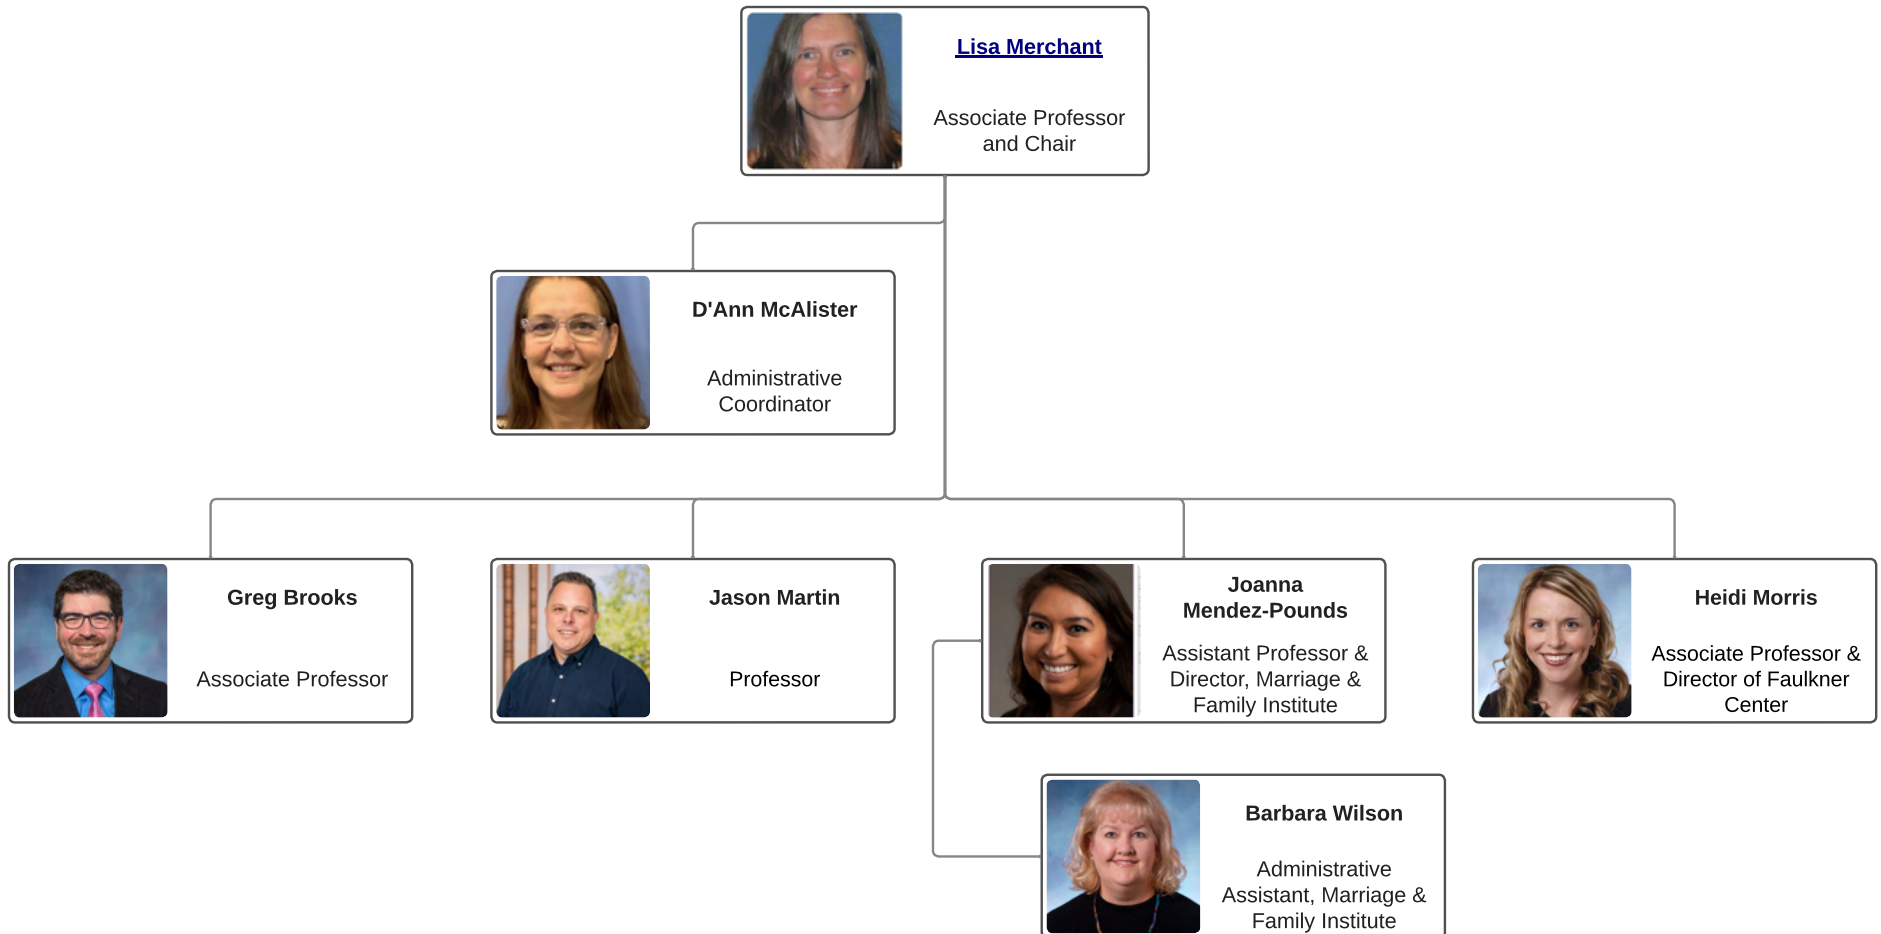 Lisa Merchant
Associate Professor
and Chair
D'Ann McAlister
Administrative
Coordinator
Greg Brooks
Associate Professor
Jason Martin
Professor
Joanna
Mendez-Pounds
Assistant Professor &
Director, Marriage &
Family Institute
Heidi Morris
Associate Professor &
Director of Faulkner
Center
Barbara Wilson
Administrative
Assistant, Marriage &
Family Institute